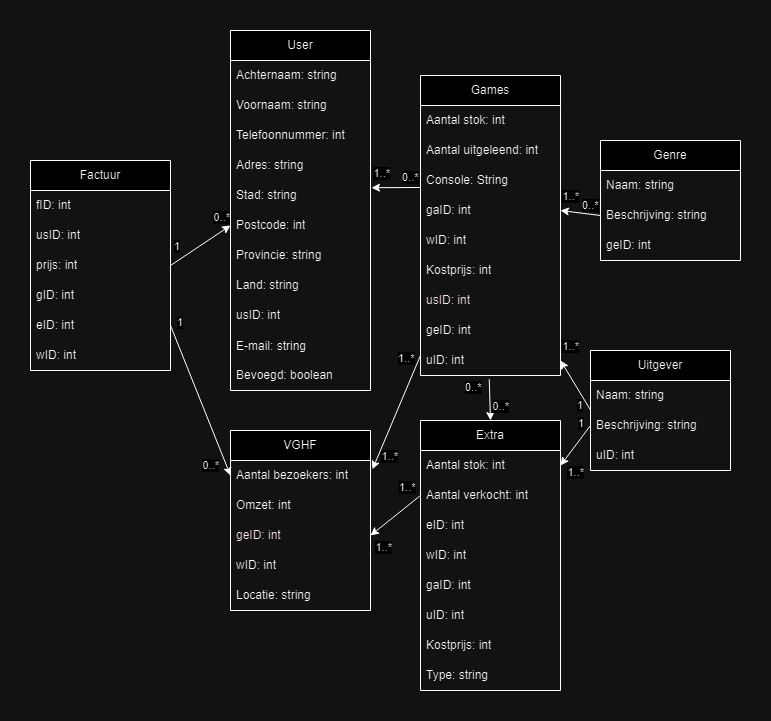 User
Achternaam: string
Voornaam: string
Telefoonnummer: int
Adres: string
Stad: string
Postcode: int
Provincie: string
Land: string
usID: int
E-mail: string
Bevoegd: boolean
Games
Aantal stok: int
Aantal uitgeleend: int
Console: String
gaID: int
wID: int
Kostprijs: int
usID: int
geID: int
uID: int
Genre
Naam: string
Beschrijving: string
geID: int
Factuur
fID: int
usID: int
prijs: int
gID: int
eID: int
wID: int
Uitgever
Naam: string
Beschrijving: string
uID: int
VGHF
Aantal bezoekers: int
Omzet: int
geID: int
wID: int
Locatie: string
Extra
Aantal stok: int
Aantal verkocht: int
eID: int
wID: int
gaID: int
uID: int
Kostprijs: int
Type: string
1
0..*
1
0..*
1..*
0..*
1..*
0..*
1..*
1
1
1..*
1..*
1..*
0..*
0..*
1..*
1..*